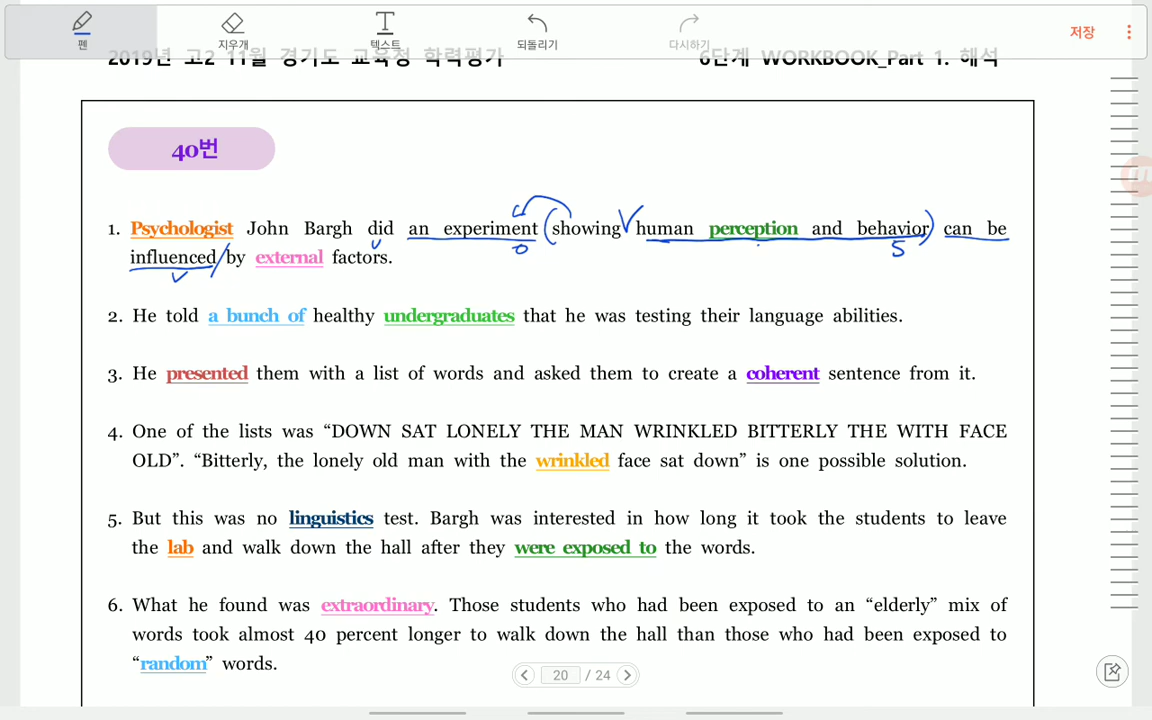 펜
지우개
텍스트
되돌리기
다시하기
저장
2019년 고2 11월 경기도 교육청 학력평가
6단계 WORKBOOK_Part 1. 해석
40번
1. Psychologist John Bargh did an experiment (showing human perception and behavior) can be
O
V
S
influenced/by external factors.
V
2. He told a bunch of healthy undergraduates that he was testing their language abilities.
3. He presented them with a list of words and asked them to create a coherent sentence from it.
4. One of the lists was “DOWN SAT LONELY THE MAN WRINKLED BITTERLY THE WITH FACE
OLD”. “Bitterly, the lonely old man with the wrinkled face sat down” is one possible solution.
5. But this was no linguistics test. Bargh was interested in how long it took the students to leave
the lab and walk down the hall after they were exposed to the words.
6. What he found was extraordinary. Those students who had been exposed to an “elderly” mix of
words took almost 40 percent longer to walk down the hall than those who had been exposed to
“random” words.
20 / 24